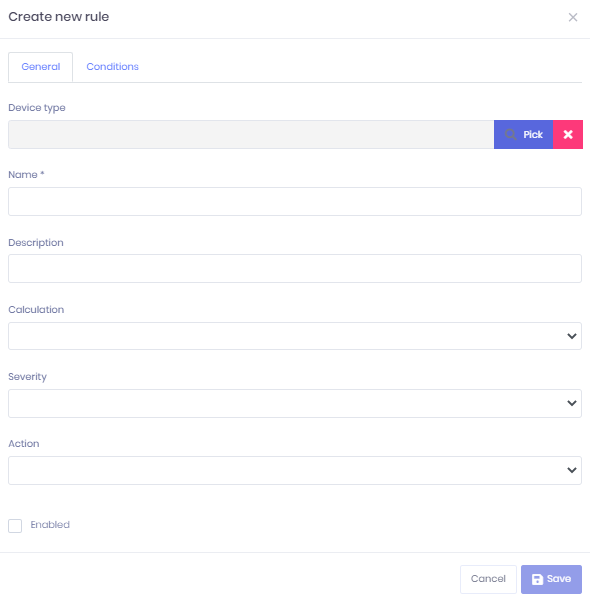 Create new rule
General Conditions
Device type
Pick
Name *
Description
Calculation
Severity
Action
Enabled
Cancel Save